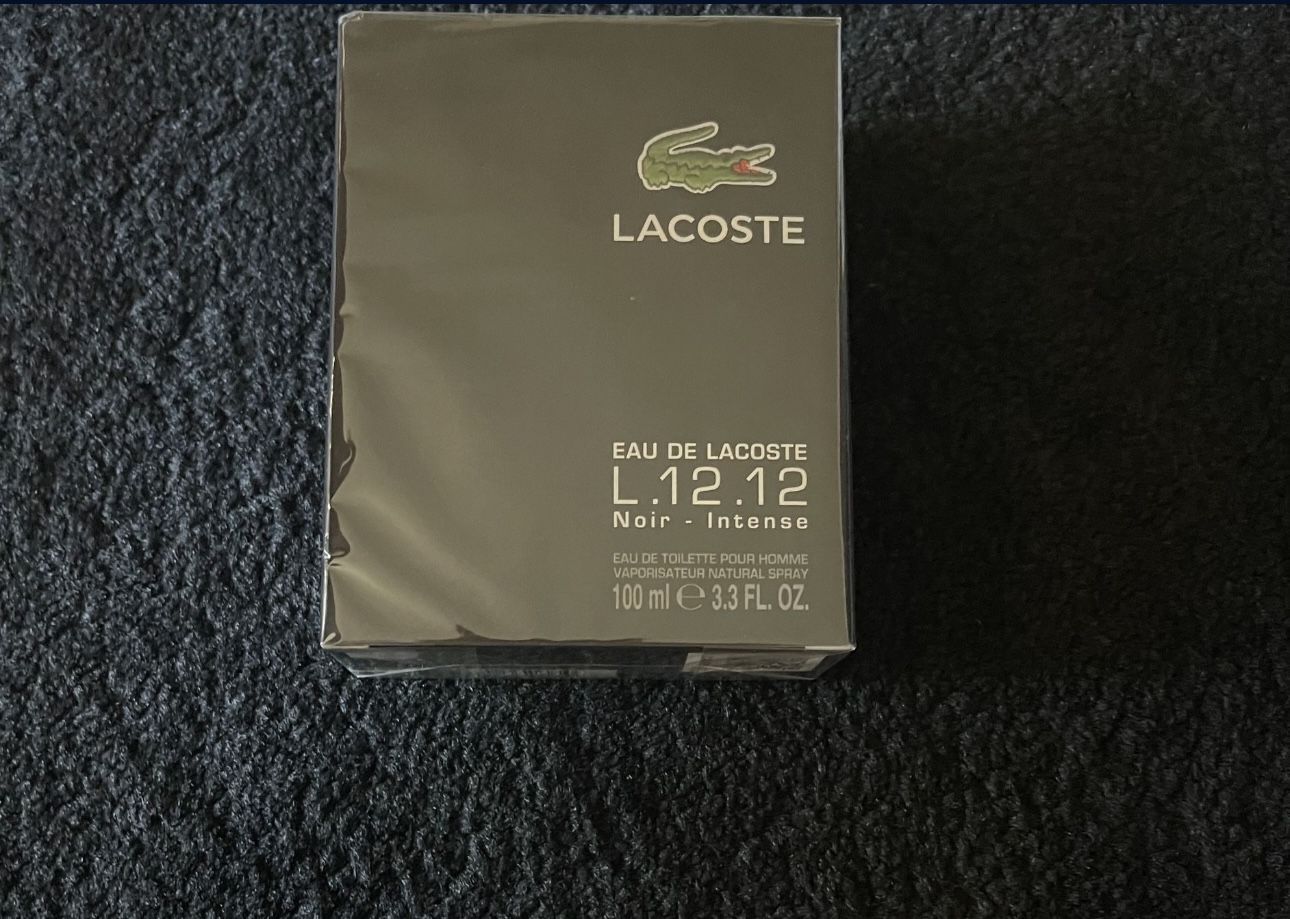 LACOSTE
EAU DE LACOSTE
L.12.12
Noir - Intense
EAU DE TOILETTE POUR HOMME
VAPORISATEUR NATURAL SPRAY
100 ml ℮ 3.3 FL. OZ.